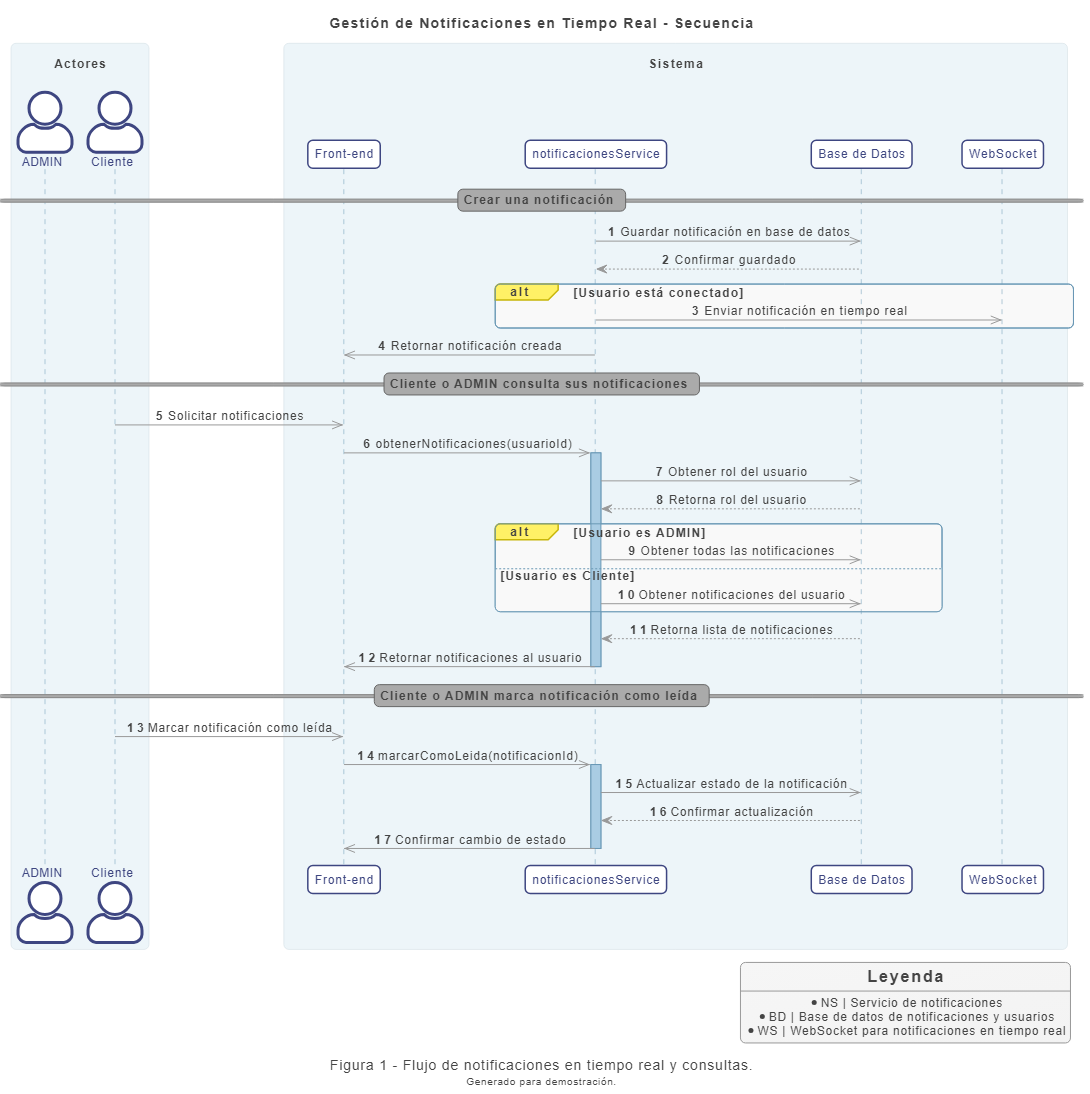 Gestión de Notificaciones en Tiempo Real - Secuencia
Actores
Sistema
ADMIN
Cliente
Front-end
notificacionesService
Base de Datos
WebSocket
Crear una notificación
1 Guardar notificación en base de datos
2 Confirmar guardado
alt [Usuario está conectado]
3 Enviar notificación en tiempo real
4 Retornar notificación creada
Cliente o ADMIN consulta sus notificaciones
5 Solicitar notificaciones
6 obtenerNotificaciones(usuarioId)
7 Obtener rol del usuario
8 Retorna rol del usuario
alt [Usuario es ADMIN]
9 Obtener todas las notificaciones
[Usuario es Cliente]
10 Obtener notificaciones del usuario
11 Retorna lista de notificaciones
12 Retornar notificaciones al usuario
Cliente o ADMIN marca notificación como leída
13 Marcar notificación como leída
14 marcarComoLeida(notificacionId)
15 Actualizar estado de la notificación
16 Confirmar actualización
17 Confirmar cambio de estado
ADMIN
Cliente
Front-end
notificacionesService
Base de Datos
WebSocket
Leyenda
• NS | Servicio de notificaciones
• BD | Base de datos de notificaciones y usuarios
• WS | WebSocket para notificaciones en tiempo real
Figura 1 - Flujo de notificaciones en tiempo real y consultas.
Generado para demostración.